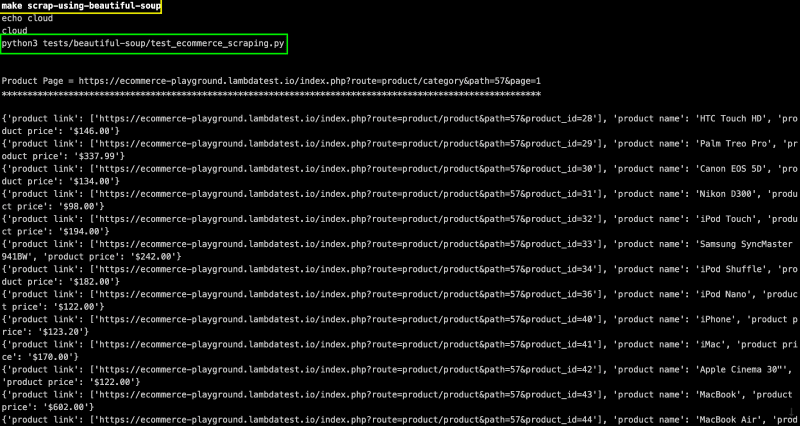 make scrap-using-beautiful-soup
echo cloud
cloud
python3 tests/beautiful-soup/test_ecommerce_scraping.py
Product Page = https://ecommerce-playground.lambdatest.io/index.php?route=product/category&path=57&page=1
*********************************************************************************************************
{'product link': ['https://ecommerce-playground.lambdatest.io/index.php?route=product/product&path=57&product_id=28'], 'product name': 'HTC Touch HD', 'pro
duct price': '$146.00'}
{'product link': ['https://ecommerce-playground.lambdatest.io/index.php?route=product/product&path=57&product_id=29'], 'product name': 'Palm Treo Pro', 'pr
oduct price': '$337.99'}
{'product link': ['https://ecommerce-playground.lambdatest.io/index.php?route=product/product&path=57&product_id=30'], 'product name': 'Canon EOS 5D', 'pro
duct price': '$134.00'}
{'product link': ['https://ecommerce-playground.lambdatest.io/index.php?route=product/product&path=57&product_id=31'], 'product name': 'Nikon D300', 'produ
ct price': '$98.00'}
{'product link': ['https://ecommerce-playground.lambdatest.io/index.php?route=product/product&path=57&product_id=32'], 'product name': 'iPod Touch', 'produ
ct price': '$194.00'}
{'product link': ['https://ecommerce-playground.lambdatest.io/index.php?route=product/product&path=57&product_id=33'], 'product name': 'Samsung SyncMaster
941BW', 'product price': '$242.00'}
{'product link': ['https://ecommerce-playground.lambdatest.io/index.php?route=product/product&path=57&product_id=34'], 'product name': 'iPod Shuffle', 'pro
duct price': '$182.00'}
{'product link': ['https://ecommerce-playground.lambdatest.io/index.php?route=product/product&path=57&product_id=36'], 'product name': 'iPod Nano', 'produc
t price': '$122.00'}
{'product link': ['https://ecommerce-playground.lambdatest.io/index.php?route=product/product&path=57&product_id=40'], 'product name': 'iPhone', 'product p
rice': '$123.20'}
{'product link': ['https://ecommerce-playground.lambdatest.io/index.php?route=product/product&path=57&product_id=41'], 'product name': 'iMac', 'product pri
ce': '$170.00'}
{'product link': ['https://ecommerce-playground.lambdatest.io/index.php?route=product/product&path=57&product_id=42'], 'product name': 'Apple Cinema 30"',
'product price': '$122.00'}
{'product link': ['https://ecommerce-playground.lambdatest.io/index.php?route=product/product&path=57&product_id=43'], 'product name': 'MacBook', 'product
price': '$602.00'}
{'product link': ['https://ecommerce-playground.lambdatest.io/index.php?route=product/product&path=57&product_id=44'], 'product name': 'MacBook Air', 'prod